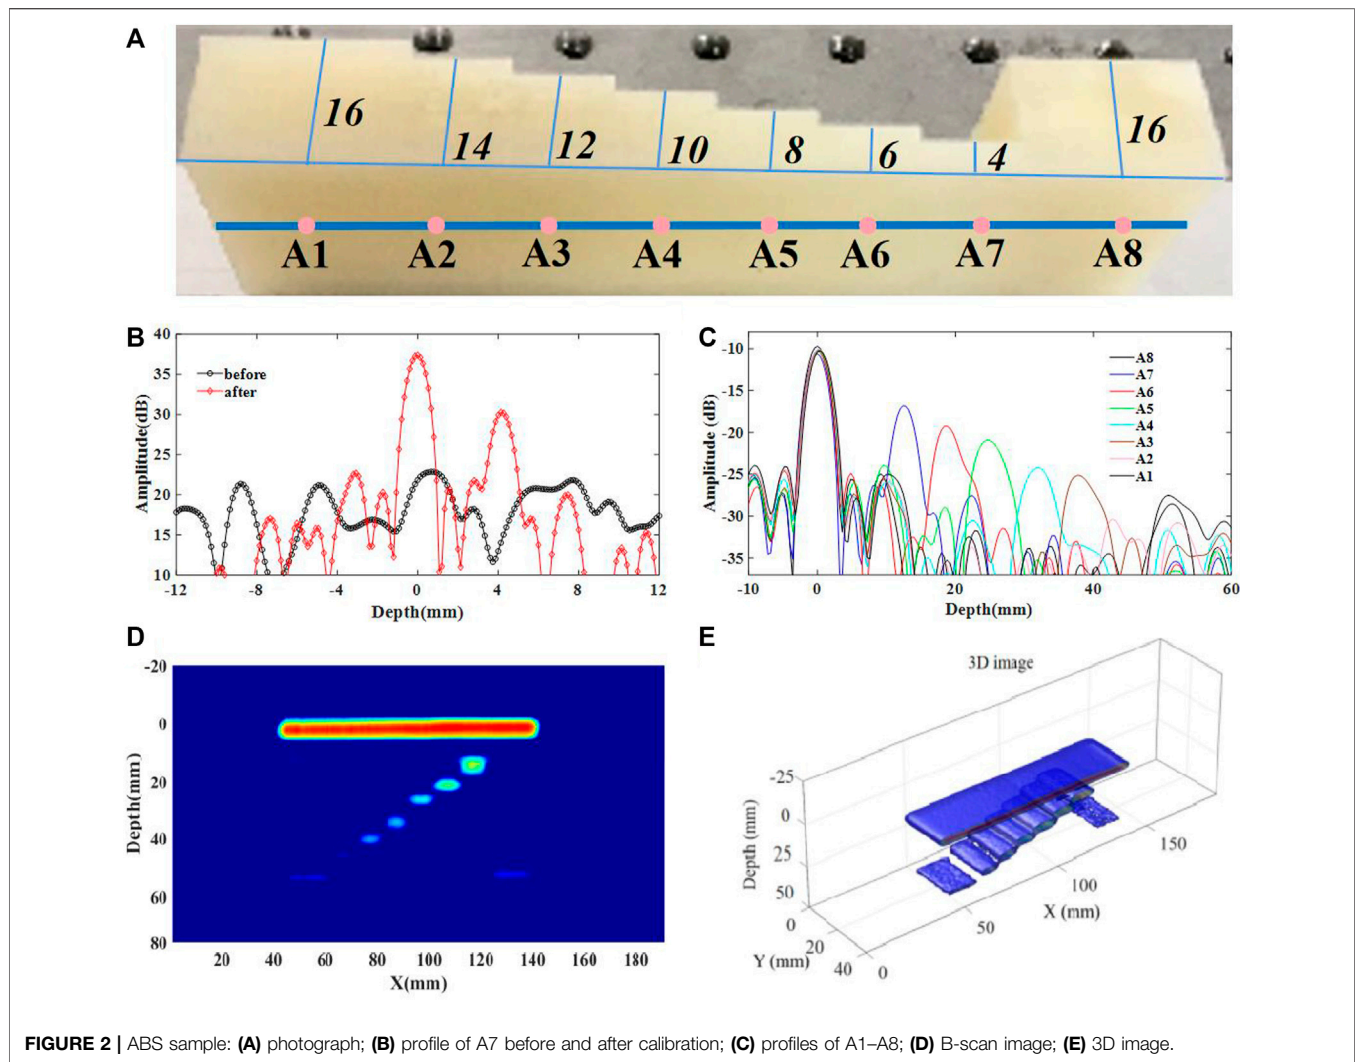 A
16
14
12
10
8
6
4
16
A1 A2 A3 A4 A5 A6 A7 A8
B
40
35
30
25
20
15
10
Amplitude(dB)
before
after
-12 -8 -4 0 4 8 12
Depth(mm)
C
-10
-15
-20
-25
-30
-35
Amplitude (dB)
A8
A7
A6
A5
A4
A3
A2
A1
-10 0 20 40 60
Depth(mm)
D
-20
0
20
40
60
80
Depth(mm)
20 40 60 80 100 120 140 160 180
X(mm)
E
3D image
-25
0
25
50
Depth (mm)
0
20
40
Y (mm)
0
50
100
150
X (mm)
FIGURE 2 | ABS sample: (A) photograph; (B) profile of A7 before and after calibration; (C) profiles of A1–A8; (D) B-scan image; (E) 3D image.